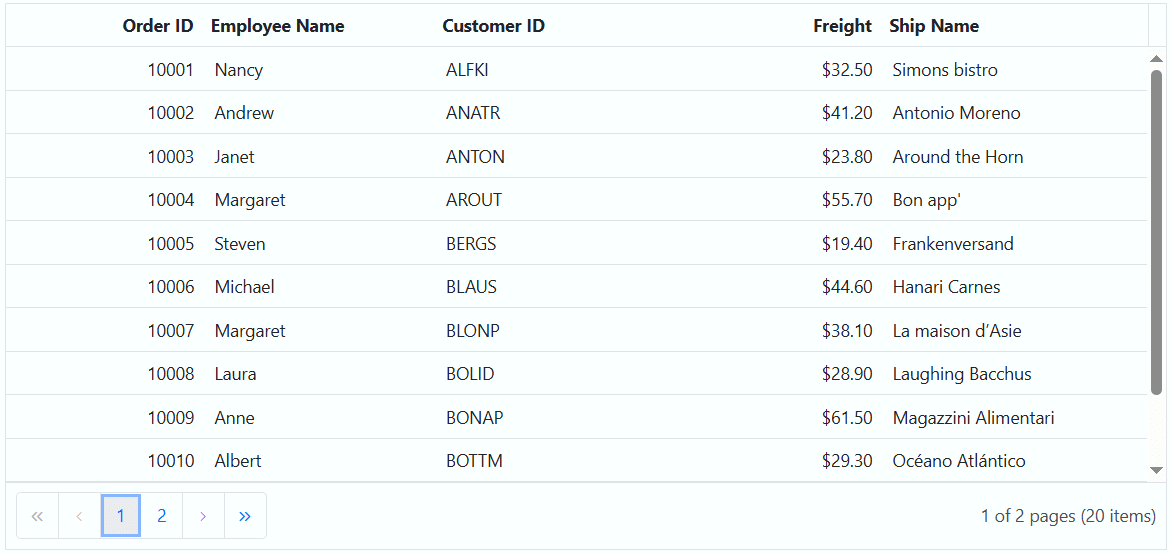 Order ID Employee Name Customer ID Freight Ship Name
10001 Nancy ALFKI $32.50 Simons bistro
10002 Andrew ANATR $41.20 Antonio Moreno
10003 Janet ANTON $23.80 Around the Horn
10004 Margaret AROUT $55.70 Bon app'
10005 Steven BERGS $19.40 Frankenversand
10006 Michael BLAUS $44.60 Hanari Carnes
10007 Margaret BLONP $38.10 La maison d’Asie
10008 Laura BOLID $28.90 Laughing Bacchus
10009 Anne BONAP $61.50 Magazzini Alimentari
10010 Albert BOTTM $29.30 Océano Atlántico
« ‹ 1 2 › » 1 of 2 pages (20 items)